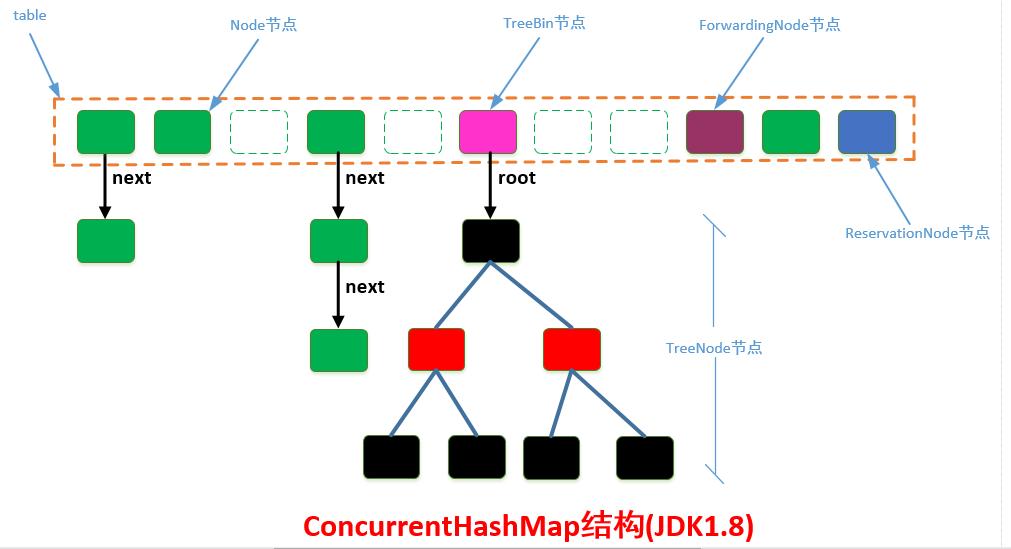 table
Node节点
TreeBin节点
ForwardingNode节点
next
next
root
ReservationNode节点
next
TreeNode节点
ConcurrentHashMap结构(JDK1.8)